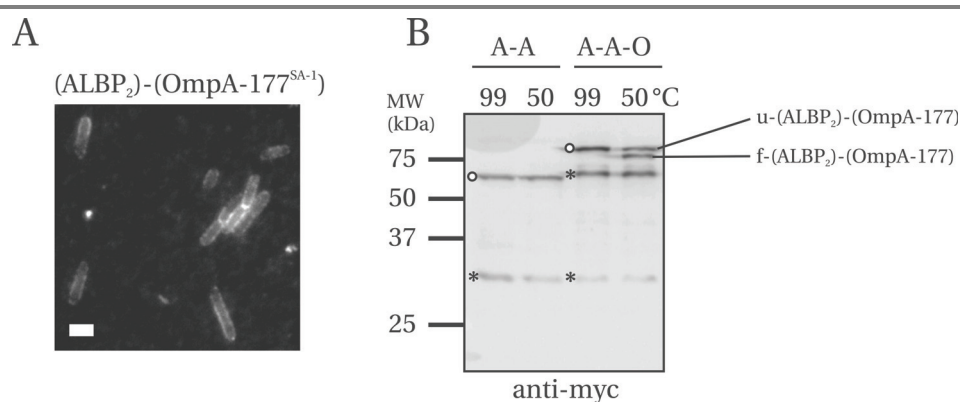 A
(ALBP₂)-(OmpA-177ˢᴬ⁻¹)
B
A-A A-A-O
MW
(kDa)
99 50 99 50 °C
75
50
37
25
u-(ALBP₂)-(OmpA-177)
f-(ALBP₂)-(OmpA-177)
*
* *
anti-myc